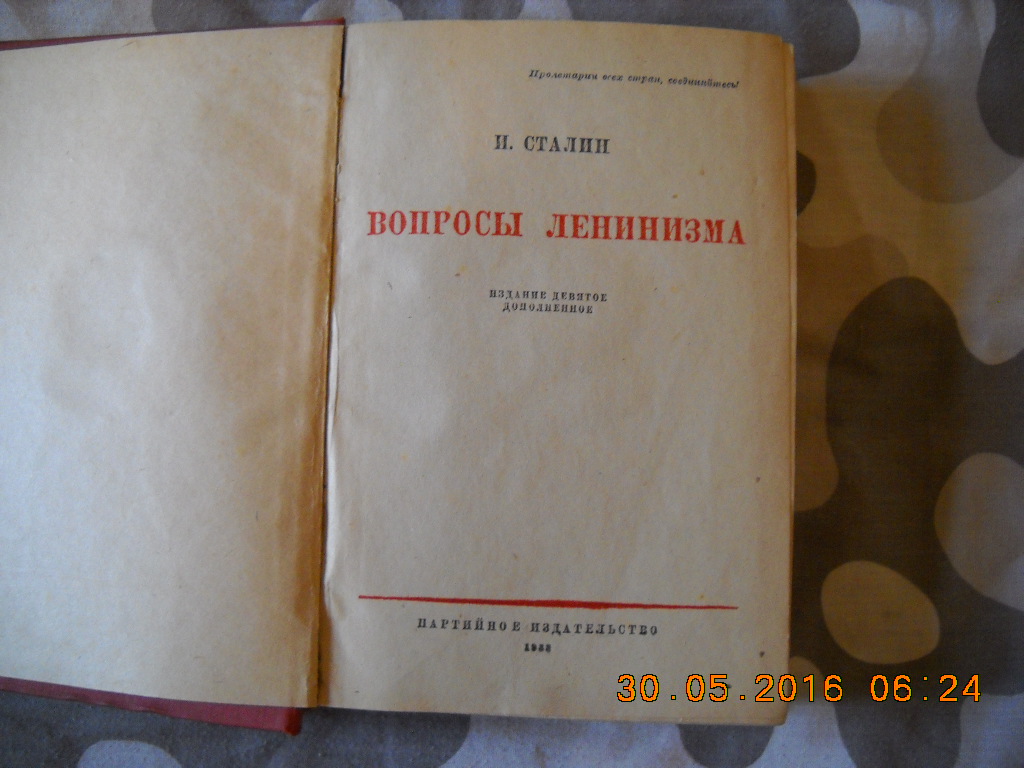 Пролетарии всех стран, соединяйтесь!
И. СТАЛИН
ВОПРОСЫ ЛЕНИНИЗМА
ИЗДАНИЕ ДЕВЯТОЕ
ДОПОЛНЕННОЕ
ПАРТИЙНОЕ ИЗДАТЕЛЬСТВО
30.05.2016 06:24